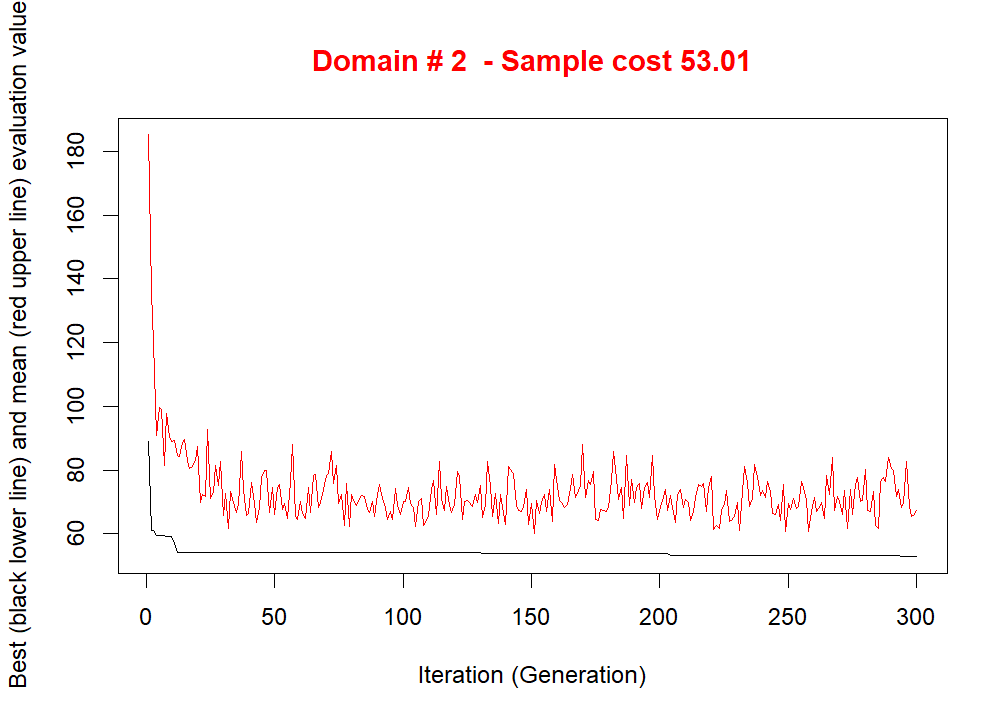 Domain # 2  - Sample cost 53.01
Best (black lower line) and mean (red upper line) evaluation value
180
160
140
120
100
80
60
0 50 100 150 200 250 300
Iteration (Generation)